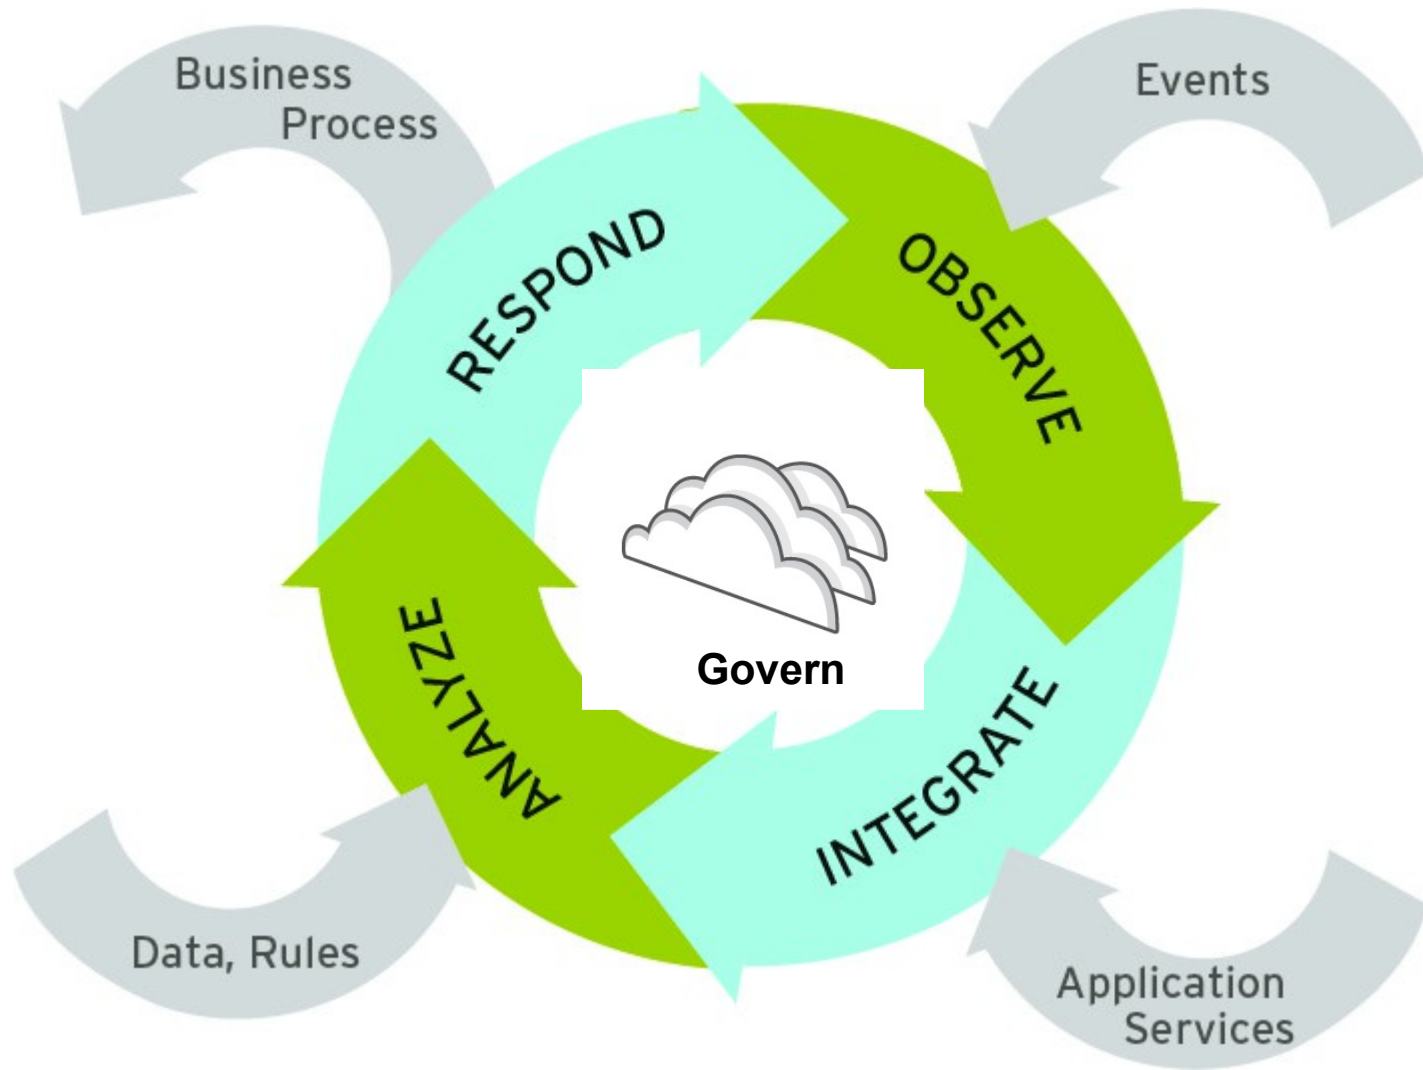 Business
Process
Events
RESPOND
OBSERVE
Govern
ANALYZE
INTEGRATE
Data, Rules
Application
Services